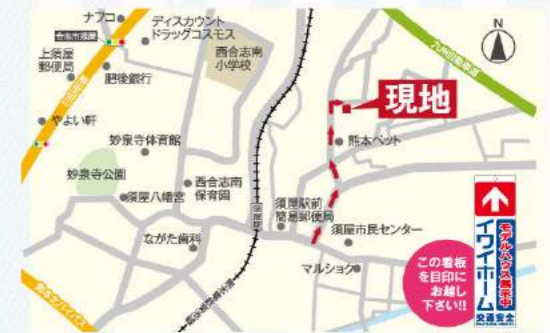 ナフコ
ディスカウント
ドラッグコスモス
合志市須屋
上須屋
郵便局
肥後銀行
西合志南
小学校
九州自動車道
N
現地
やよい軒
妙泉寺体育館
熊本ペット
妙泉寺公園
須屋八幡宮
西合志南
保育園
須屋駅前
簡易郵便局
須屋市民センター
ながた歯科
マルショク
この看板
を目印に
お越し
下さい!!
モデルハウス展示中
イワイホーム
交通安全